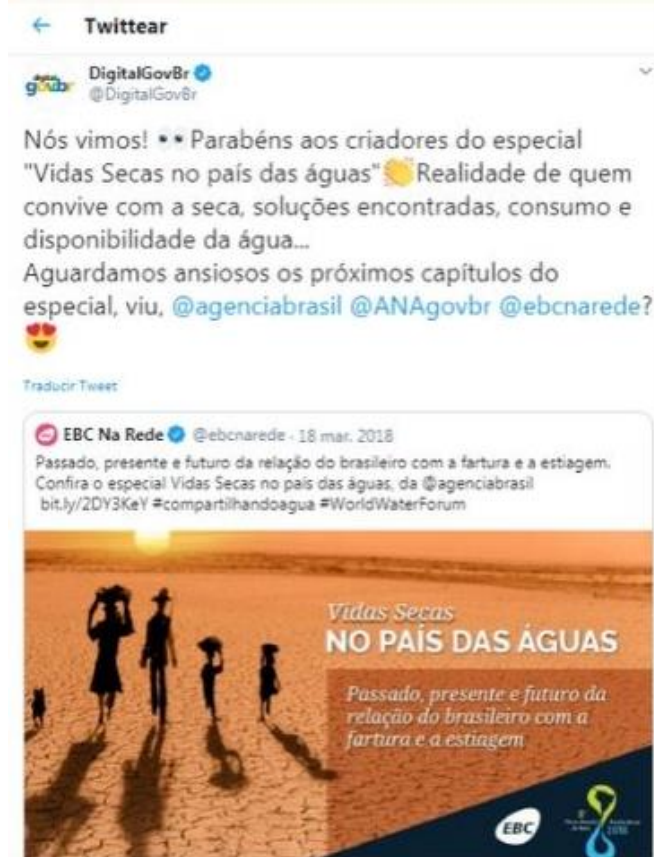 Twittear
DigitalGovBr
@DigitalGovBr
Nós vimos! 👀 Parabéns aos criadores do especial
"Vidas Secas no país das águas"👏Realidade de quem
convive com a seca, soluções encontradas, consumo e
disponibilidade da água...
Aguardamos ansiosos os próximos capítulos do
especial, viu, @agenciabrasil @ANAgovbr @ebcnarede?
😍
Traducir Tweet
EBC Na Rede @ebcnarede · 18 mar. 2018
Passado, presente e futuro da relação do brasileiro com a fartura e a estiagem.
Confira o especial Vidas Secas no país das águas, da @agenciabrasil
bit.ly/2DY3KeY #compartilhandoagua #WorldWaterForum
Vidas Secas
NO PAÍS DAS ÁGUAS
Passado, presente e futuro da
relação do brasileiro com a
fartura e a estiagem
EBC